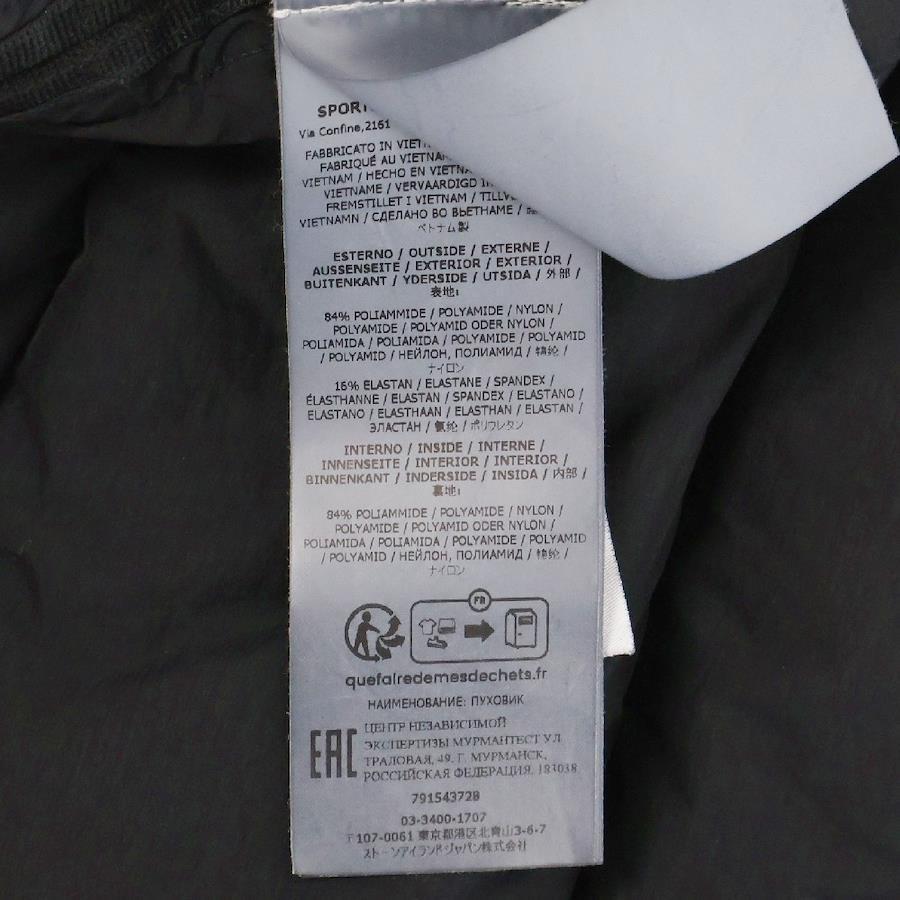 SPORT
Via Confine,2161
FABBRICATO IN VIETN
FABRIQUÉ AU VIETNAM
VIETNAM / HECHO EN VIETNA
VIETNAME / VERVAARDIGD IN
FREMSTILLET I VIETNAM / TILLV
VIETNAMN / СДЕЛАНО ВО ВЬЕТНАМЕ /
ベトナム製
ESTERNO / OUTSIDE / EXTERNE /
AUSSENSEITE / EXTERIOR / EXTERIOR /
BUITENKANT / YDERSIDE / UTSIDA / 外部 /
表地:
84% POLIAMMIDE / POLYAMIDE / NYLON /
POLYAMIDE / POLYAMID ODER NYLON /
POLIAMIDA / POLIAMIDA / POLYAMIDE / POLYAMID
/ POLYAMID / НЕЙЛОН, ПОЛИАМИД / 锦纶 /
ナイロン
16% ELASTAN / ELASTANE / SPANDEX /
ÉLASTHANNE / ELASTAN / SPANDEX / ELASTANO /
ELASTANO / ELASTHAAN / ELASTHAN / ELASTAN /
ЭЛАСТАН / 氨纶 / ポリウレタン
INTERNO / INSIDE / INTERNE /
INNENSEITE / INTERIOR / INTERIOR /
BINNENKANT / INDERSIDE / INSIDA / 内部 /
裏地:
84% POLIAMMIDE / POLYAMIDE / NYLON /
POLYAMIDE / POLYAMID ODER NYLON /
POLIAMIDA / POLIAMIDA / POLYAMIDE / POLYAMID
/ POLYAMID / НЕЙЛОН, ПОЛИАМИД / 锦纶 /
ナイロン
FR
quefairedemesdechets.fr
НАИМЕНОВАНИЕ: ПУХОВИК
EAC
ЦЕНТР НЕЗАВИСИМОЙ
ЭКСПЕРТИЗЫ МУРМАНТЕСТ УЛ.
ТРАЛОВАЯ, 49, Г. МУРМАНСК,
РОССИЙСКАЯ ФЕДЕРАЦИЯ, 183038
791543728
03-3400-1707
〒107-0061 東京都港区北青山3-6-7
ストーンアイランドジャパン株式会社